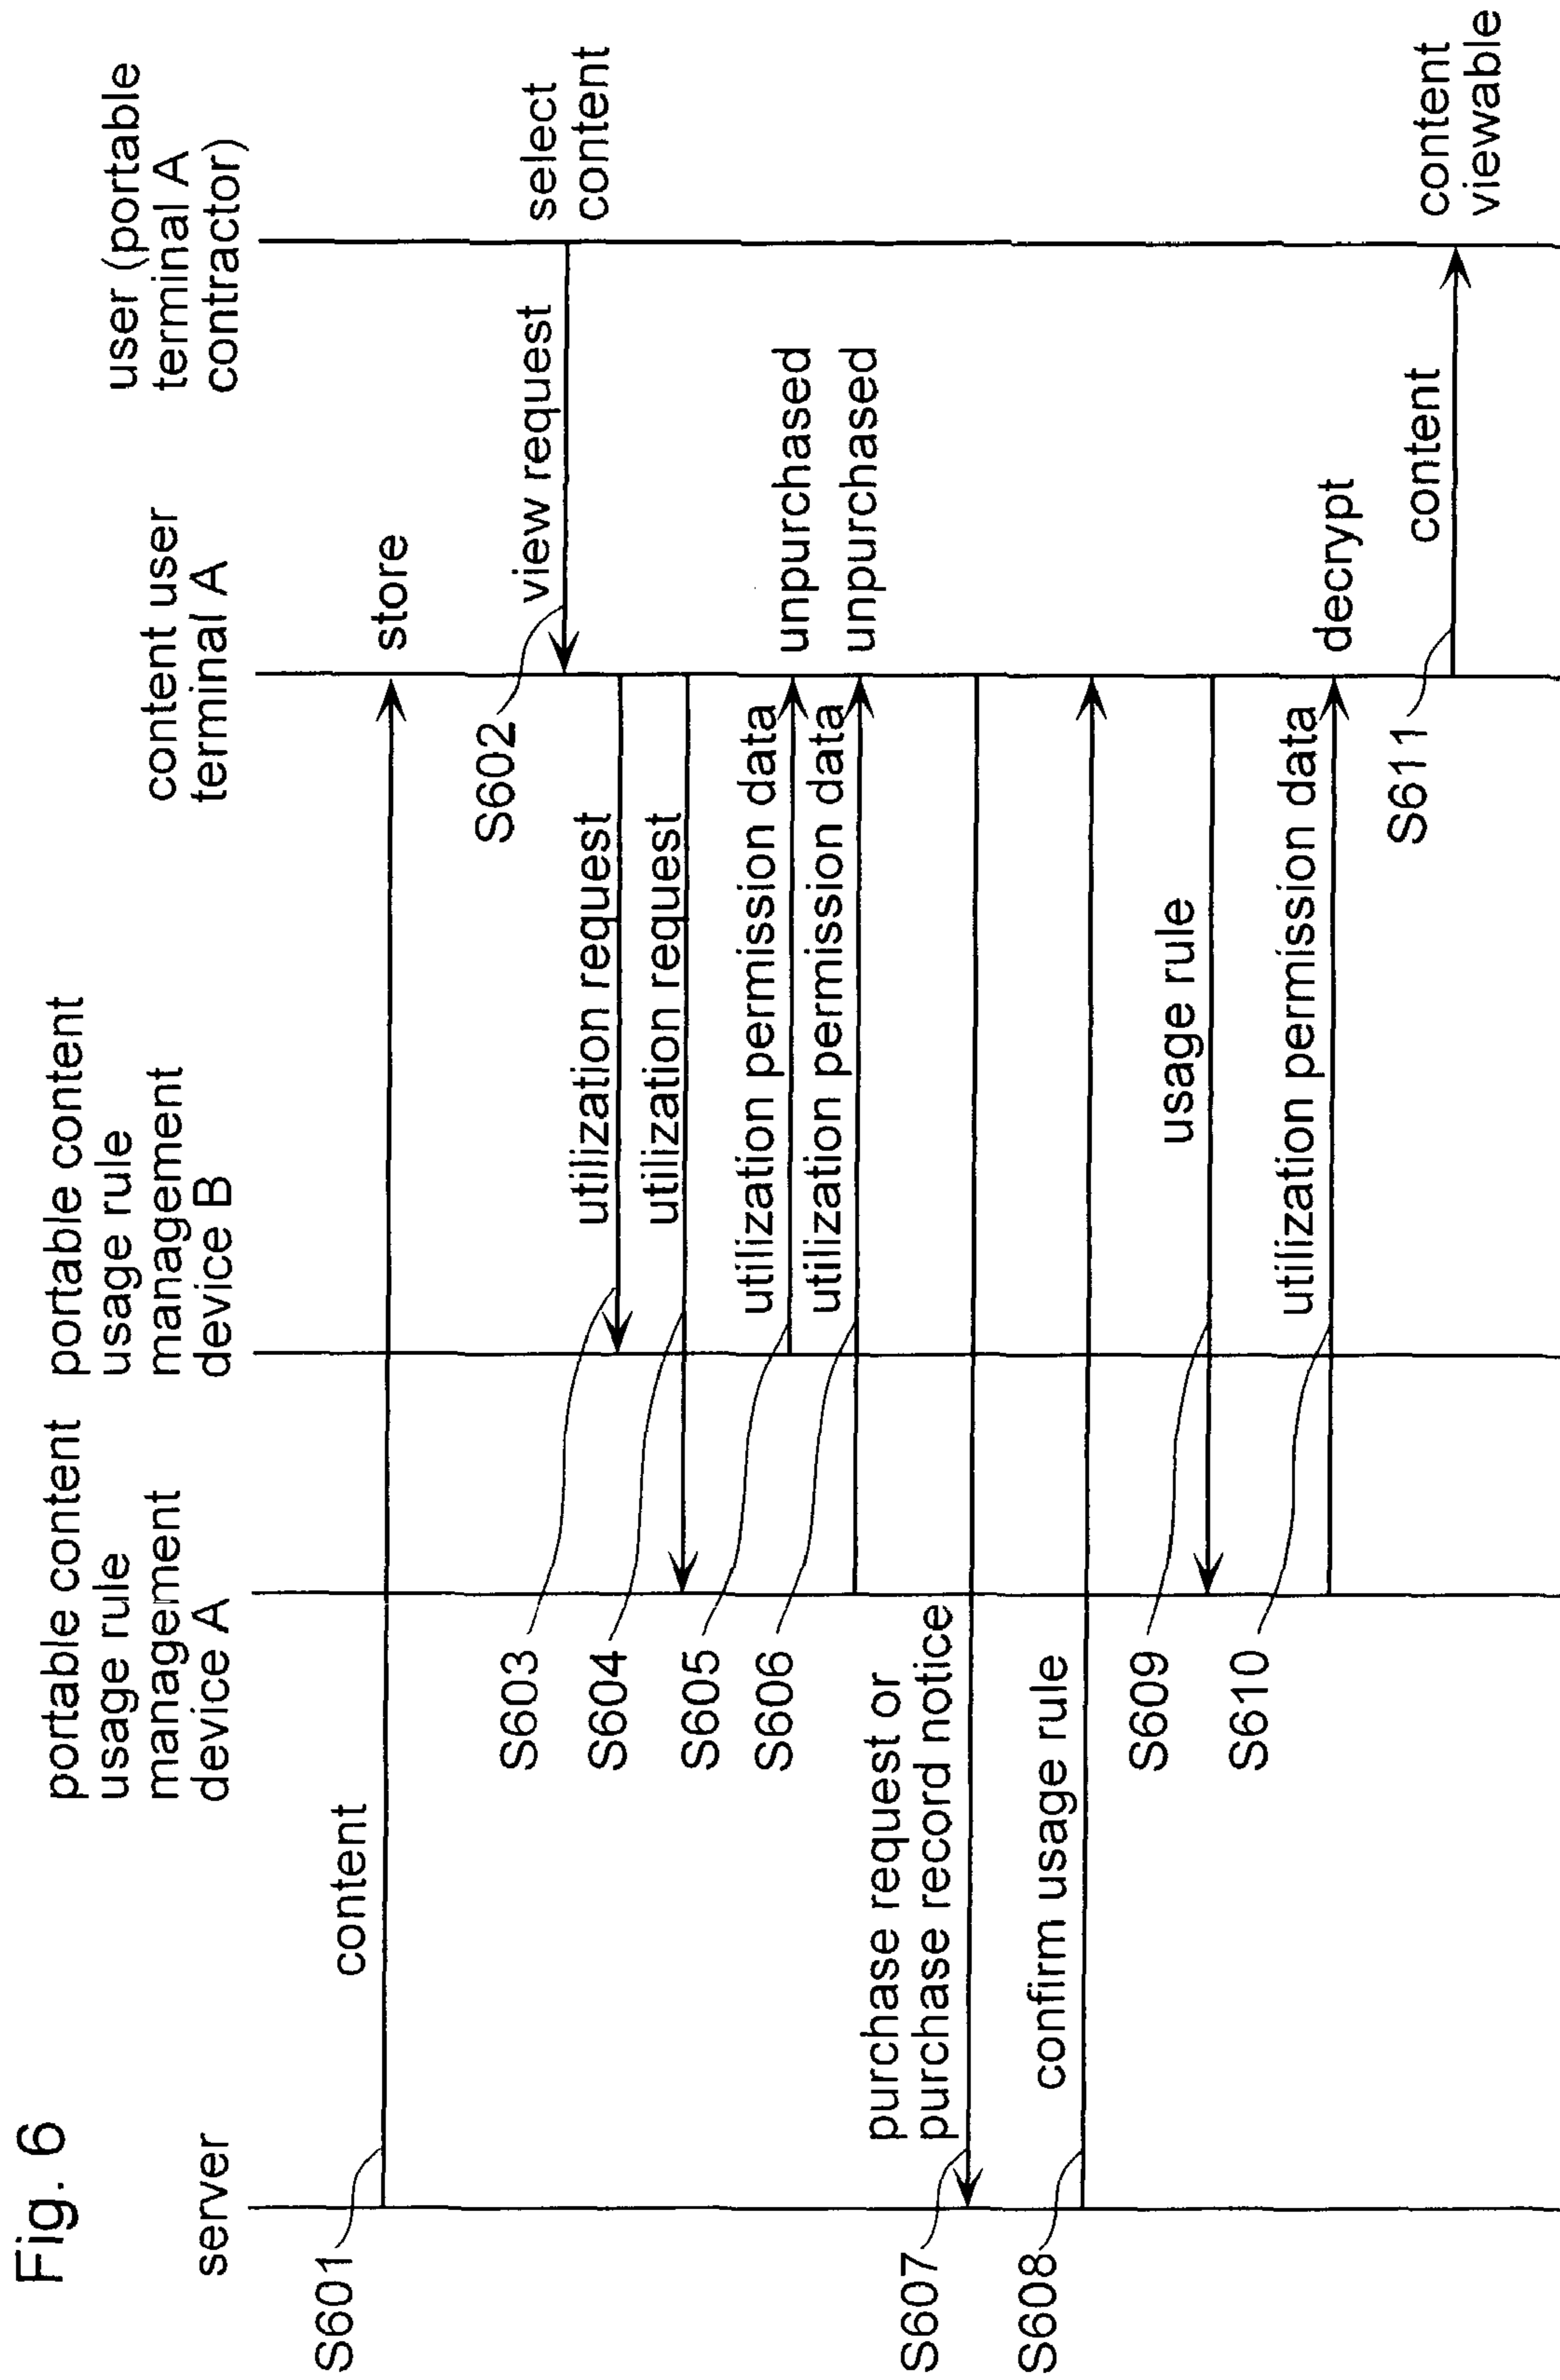 Fig. 6
server
portable content
usage rule
management
device A
portable content
usage rule
management
device B
content user
terminal A
user (portable
terminal A
contractor)
S601
content
store
select
content
view request
S602
utilization request
S603
utilization request
S604
utilization permission data
unpurchased
S605
utilization permission data
unpurchased
S606
purchase request or
purchase record notice
S607
confirm usage rule
S608
usage rule
S609
utilization permission data
decrypt
S610
content
S611
content
viewable